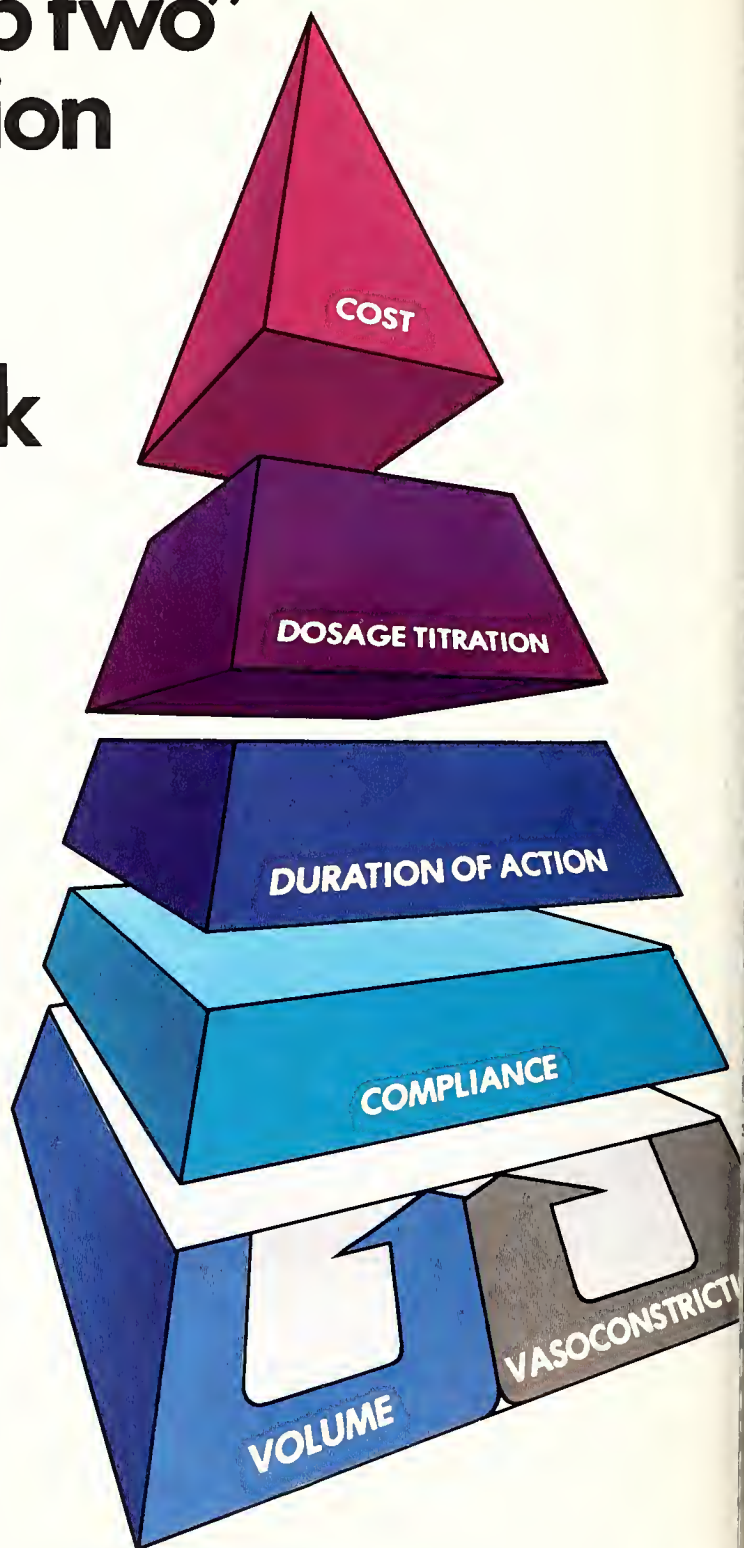 p two”
ion
k
COST
DOSAGE TITRATION
DURATION OF ACTION
COMPLIANCE
VOLUME
VASOCONSTRICTI